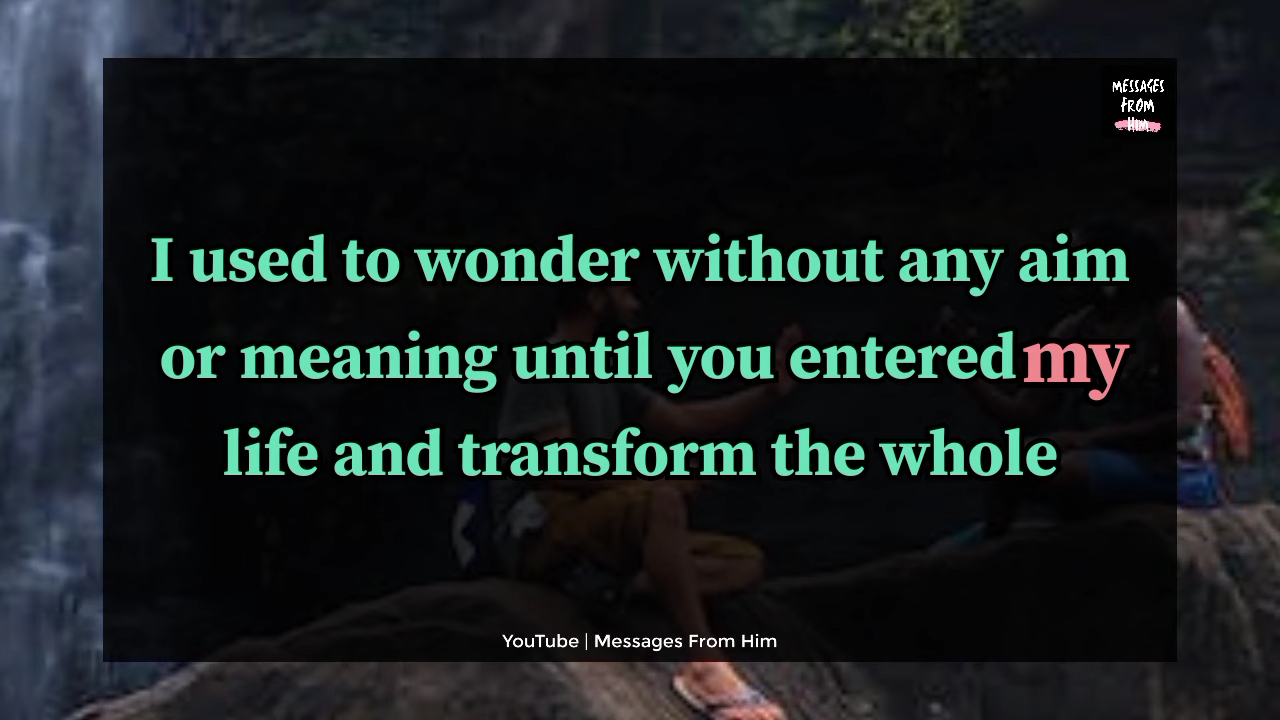 MESSAGES
FROM
Him
I used to wonder without any aim
or meaning until you entered my
life and transform the whole
YouTube | Messages From Him